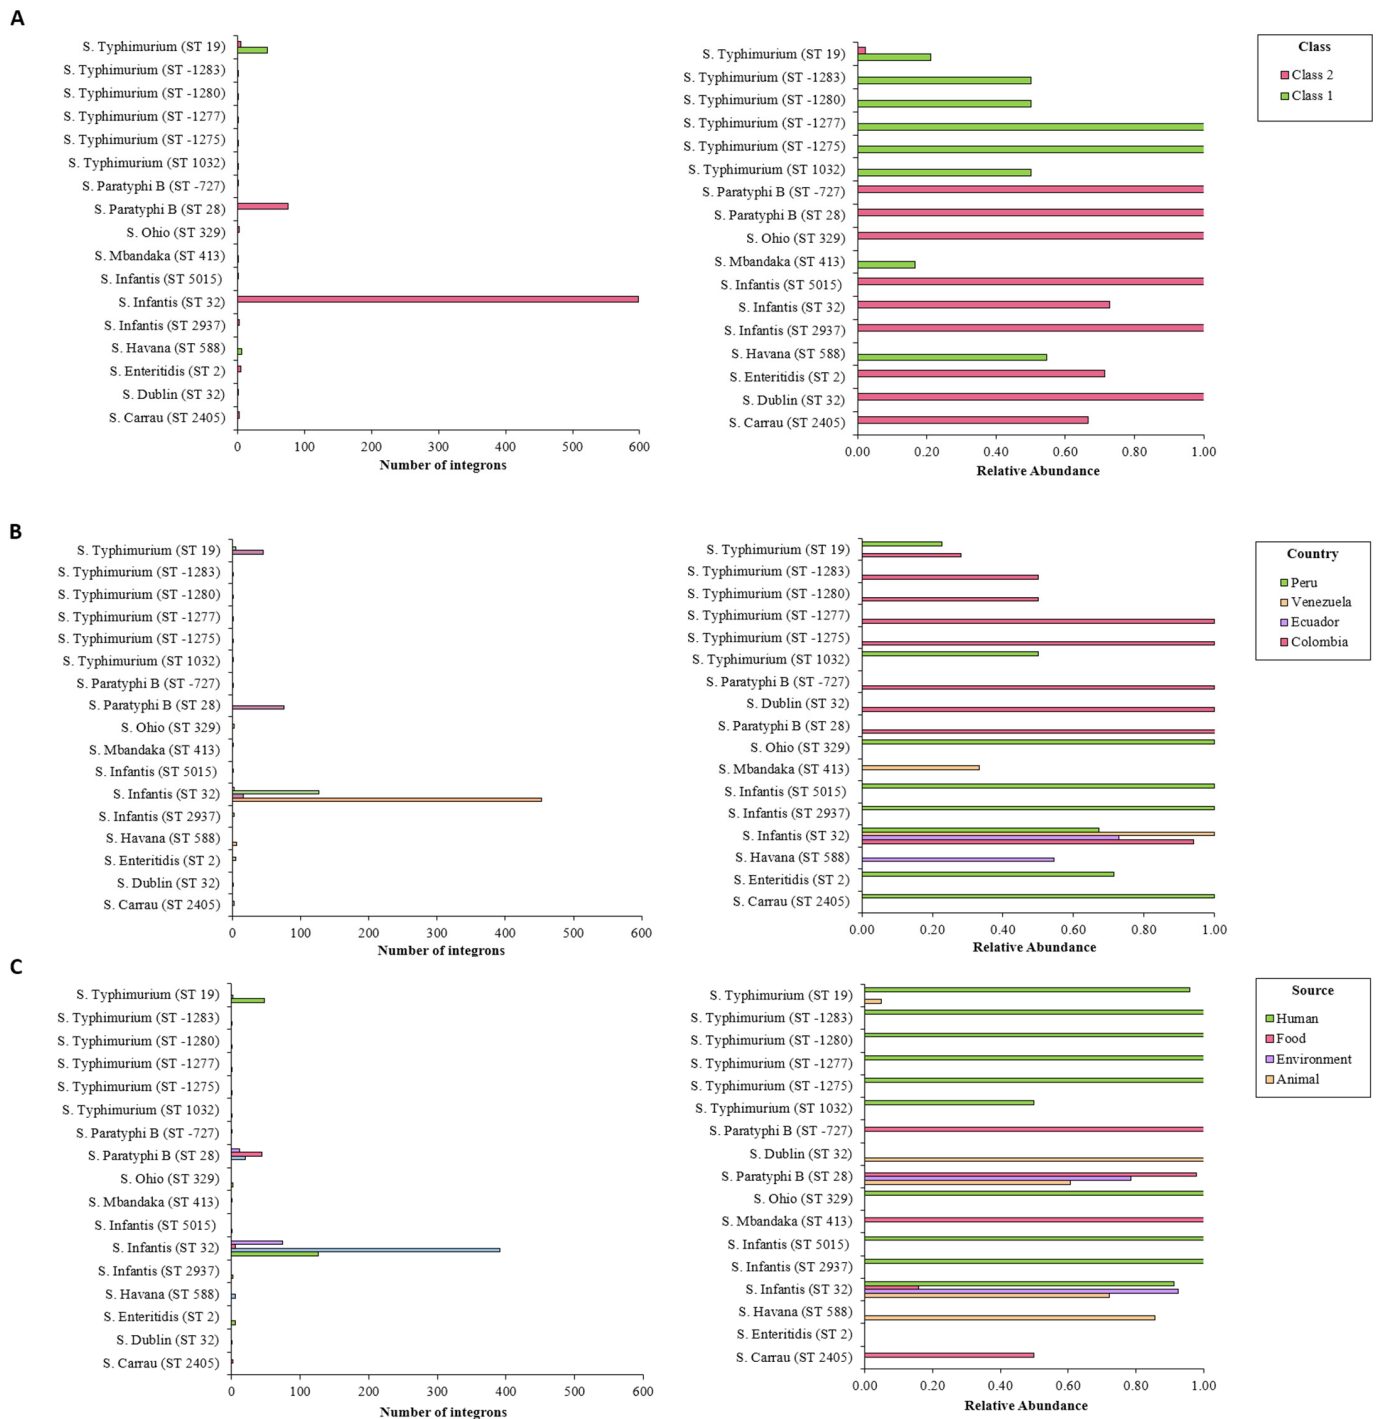 A
S. Typhimurium (ST 19)
S. Typhimurium (ST -1283)
S. Typhimurium (ST -1280)
S. Typhimurium (ST -1277)
S. Typhimurium (ST -1275)
S. Typhimurium (ST 1032)
S. Paratyphi B (ST -727)
S. Paratyphi B (ST 28)
S. Ohio (ST 329)
S. Mbandaka (ST 413)
S. Infantis (ST 5015)
S. Infantis (ST 32)
S. Infantis (ST 2937)
S. Havana (ST 588)
S. Enteritidis (ST 2)
S. Dublin (ST 32)
S. Carrau (ST 2405)
0 100 200 300 400 500 600
Number of integrons
S. Typhimurium (ST 19)
S. Typhimurium (ST -1283)
S. Typhimurium (ST -1280)
S. Typhimurium (ST -1277)
S. Typhimurium (ST -1275)
S. Typhimurium (ST 1032)
S. Paratyphi B (ST -727)
S. Paratyphi B (ST 28)
S. Ohio (ST 329)
S. Mbandaka (ST 413)
S. Infantis (ST 5015)
S. Infantis (ST 32)
S. Infantis (ST 2937)
S. Havana (ST 588)
S. Enteritidis (ST 2)
S. Dublin (ST 32)
S. Carrau (ST 2405)
0.00 0.20 0.40 0.60 0.80 1.00
Relative Abundance
Class
Class 2
Class 1
B
S. Typhimurium (ST 19)
S. Typhimurium (ST -1283)
S. Typhimurium (ST -1280)
S. Typhimurium (ST -1277)
S. Typhimurium (ST -1275)
S. Typhimurium (ST 1032)
S. Paratyphi B (ST -727)
S. Paratyphi B (ST 28)
S. Ohio (ST 329)
S. Mbandaka (ST 413)
S. Infantis (ST 5015)
S. Infantis (ST 32)
S. Infantis (ST 2937)
S. Havana (ST 588)
S. Enteritidis (ST 2)
S. Dublin (ST 32)
S. Carrau (ST 2405)
0 100 200 300 400 500 600
Number of integrons
S. Typhimurium (ST 19)
S. Typhimurium (ST -1283)
S. Typhimurium (ST -1280)
S. Typhimurium (ST -1277)
S. Typhimurium (ST -1275)
S. Typhimurium (ST 1032)
S. Paratyphi B (ST -727)
S. Dublin (ST 32)
S. Paratyphi B (ST 28)
S. Ohio (ST 329)
S. Mbandaka (ST 413)
S. Infantis (ST 5015)
S. Infantis (ST 2937)
S. Infantis (ST 32)
S. Havana (ST 588)
S. Enteritidis (ST 2)
S. Carrau (ST 2405)
0.00 0.20 0.40 0.60 0.80 1.00
Relative Abundance
Country
Peru
Venezuela
Ecuador
Colombia
C
S. Typhimurium (ST 19)
S. Typhimurium (ST -1283)
S. Typhimurium (ST -1280)
S. Typhimurium (ST -1277)
S. Typhimurium (ST -1275)
S. Typhimurium (ST 1032)
S. Paratyphi B (ST -727)
S. Paratyphi B (ST 28)
S. Ohio (ST 329)
S. Mbandaka (ST 413)
S. Infantis (ST 5015)
S. Infantis (ST 32)
S. Infantis (ST 2937)
S. Havana (ST 588)
S. Enteritidis (ST 2)
S. Dublin (ST 32)
S. Carrau (ST 2405)
0 100 200 300 400 500 600
Number of integrons
S. Typhimurium (ST 19)
S. Typhimurium (ST -1283)
S. Typhimurium (ST -1280)
S. Typhimurium (ST -1277)
S. Typhimurium (ST -1275)
S. Typhimurium (ST 1032)
S. Paratyphi B (ST -727)
S. Dublin (ST 32)
S. Paratyphi B (ST 28)
S. Ohio (ST 329)
S. Mbandaka (ST 413)
S. Infantis (ST 5015)
S. Infantis (ST 2937)
S. Infantis (ST 32)
S. Havana (ST 588)
S. Enteritidis (ST 2)
S. Carrau (ST 2405)
0.00 0.20 0.40 0.60 0.80 1.00
Relative Abundance
Source
Human
Food
Environment
Animal